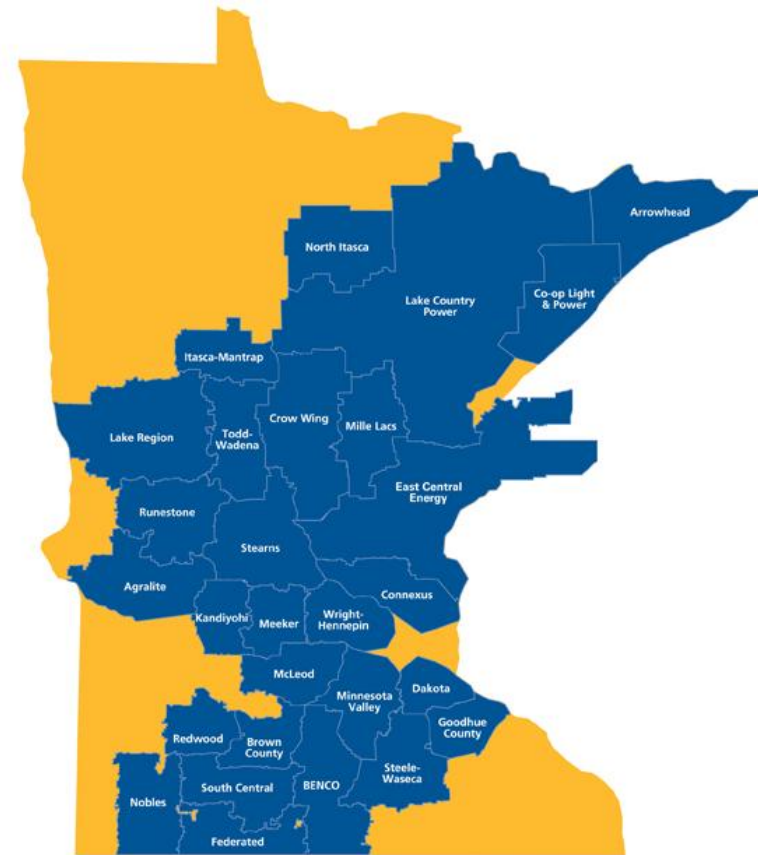 Arrowhead
North Itasca
Co-op Light
& Power
Lake Country
Power
Itasca-Mantrap
Crow Wing
Mille Lacs
Lake Region
Todd-
Wadena
East Central
Energy
Runestone
Stearns
Agralite
Connexus
Kandiyohi
Meeker
Wright-
Hennepin
McLeod
Minnesota
Valley
Dakota
Goodhue
County
Redwood
Brown
County
Steele-
Waseca
South Central
BENCO
Nobles
Federated